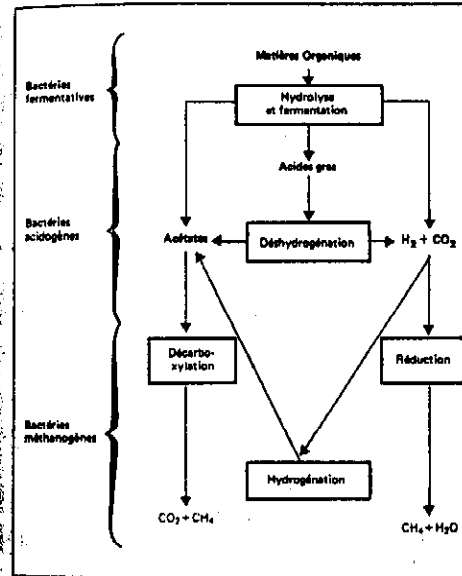 Matières Organiques
Bactéries
fermentatives
Hydrolyse
et fermentation
Acides gras
Bactéries
acidogènes
Acétates
Déshydrogénation
H₂ + CO₂
Décarbo-
xylation
Réduction
Bactéries
méthanogènes
Hydrogénation
CO₂ + CH₄
CH₄ + H₂O